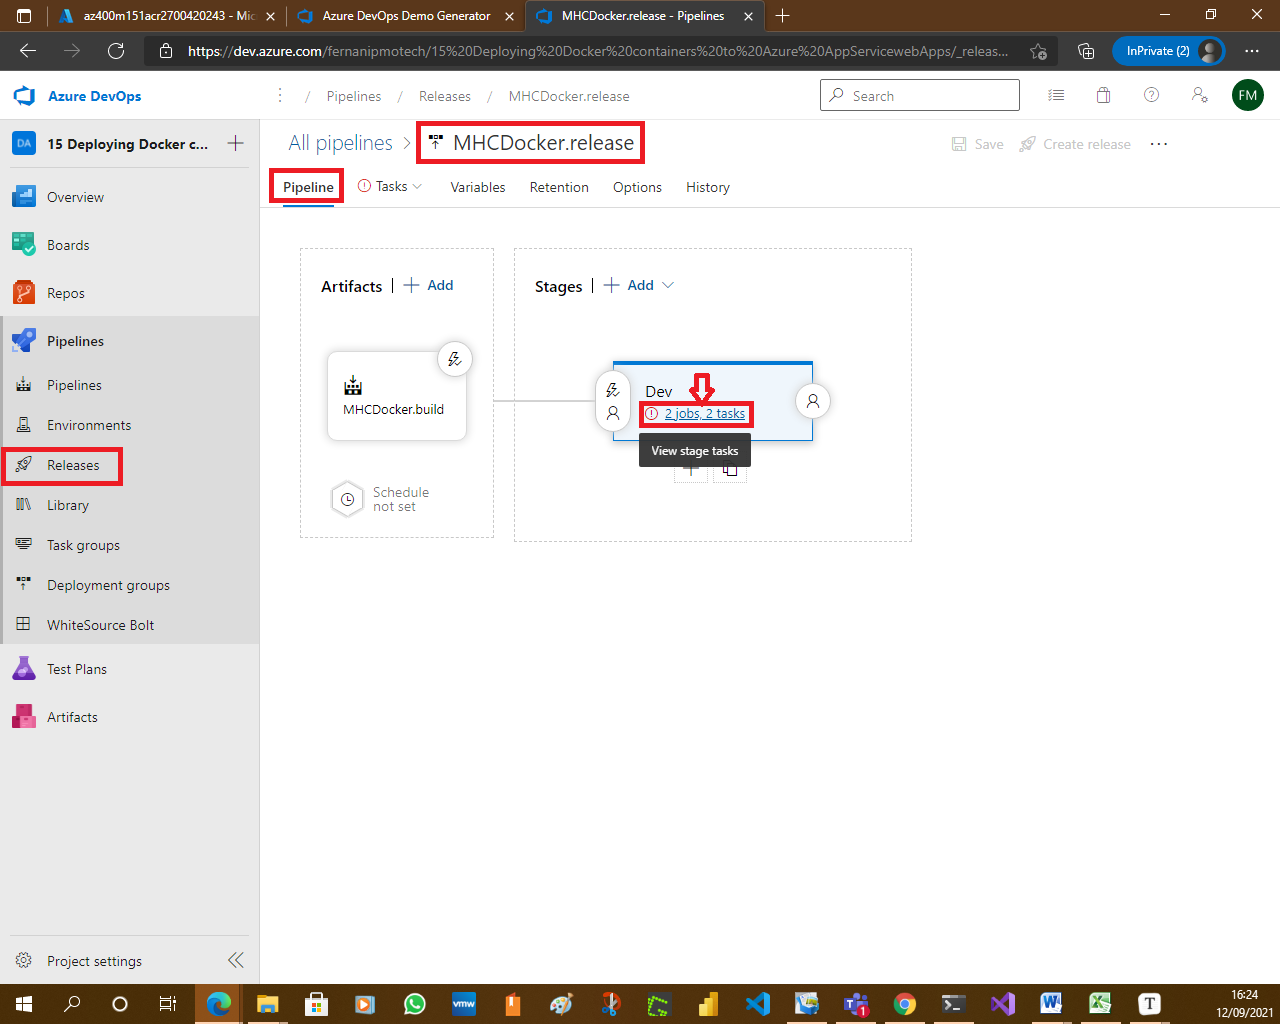 az400m151acr2700420243 - Mic
Azure DevOps Demo Generator
MHCDocker.release - Pipelines
https://dev.azure.com/fernanipmotech/15%20Deploying%20Docker%20containers%20to%20Azure%20AppServicewebApps/_releas...
InPrivate (2)
Azure DevOps
/ Pipelines / Releases / MHCDocker.release
Search
FM
DA
15 Deploying Docker c...
All pipelines > MHCDocker.release
Save
Create release
Pipeline
Tasks
Variables
Retention
Options
History
Overview
Boards
Repos
Pipelines
Pipelines
Environments
Releases
Library
Task groups
Deployment groups
WhiteSource Bolt
Test Plans
Artifacts
Project settings
Artifacts | + Add
MHCDocker.build
Schedule
not set
Stages | + Add
Dev
2 jobs, 2 tasks
View stage tasks
vmw
1
T
16:24
12/09/2021